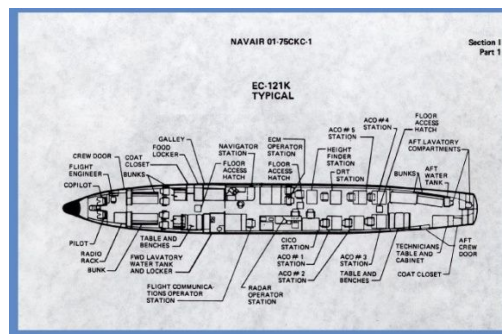 NAVAIR 01-75CKC-1
Section I
Part 1
EC-121K
TYPICAL
CREW DOOR
FLIGHT
ENGINEER
COPILOT
COAT
CLOSET
BUNKS
GALLEY
FOOD
LOCKER
NAVIGATOR
STATION
FLOOR
ACCESS
HATCH
ECM
OPERATOR
STATION
FLOOR
ACCESS
HATCH
HEIGHT
FINDER
STATION
ACO # 5
STATION
DRT
STATION
ACO # 4
STATION
FLOOR
ACCESS
HATCH
AFT LAVATORY
COMPARTMENTS
BUNKS
AFT
WATER
TANK
PILOT
RADIO
RACK
BUNK
TABLE AND
BENCHES
FWD LAVATORY
WATER TANK
AND LOCKER
FLIGHT COMMUNICA-
TIONS OPERATOR
STATION
RADAR
OPERATOR
STATION
CICO
STATION
ACO # 1
STATION
ACO # 2
STATION
ACO # 3
STATION
TABLE AND
BENCHES
TECHNICIANS
TABLE AND
CABINET
COAT CLOSET
AFT
CREW
DOOR